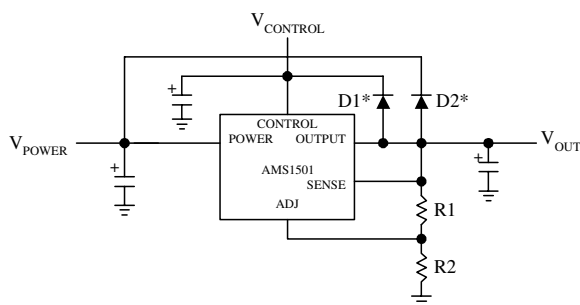 V_CONTROL
D1*
D2*
CONTROL
V_POWER
POWER
OUTPUT
V_OUT
AMS1501
SENSE
ADJ
R1
R2
+
+
+